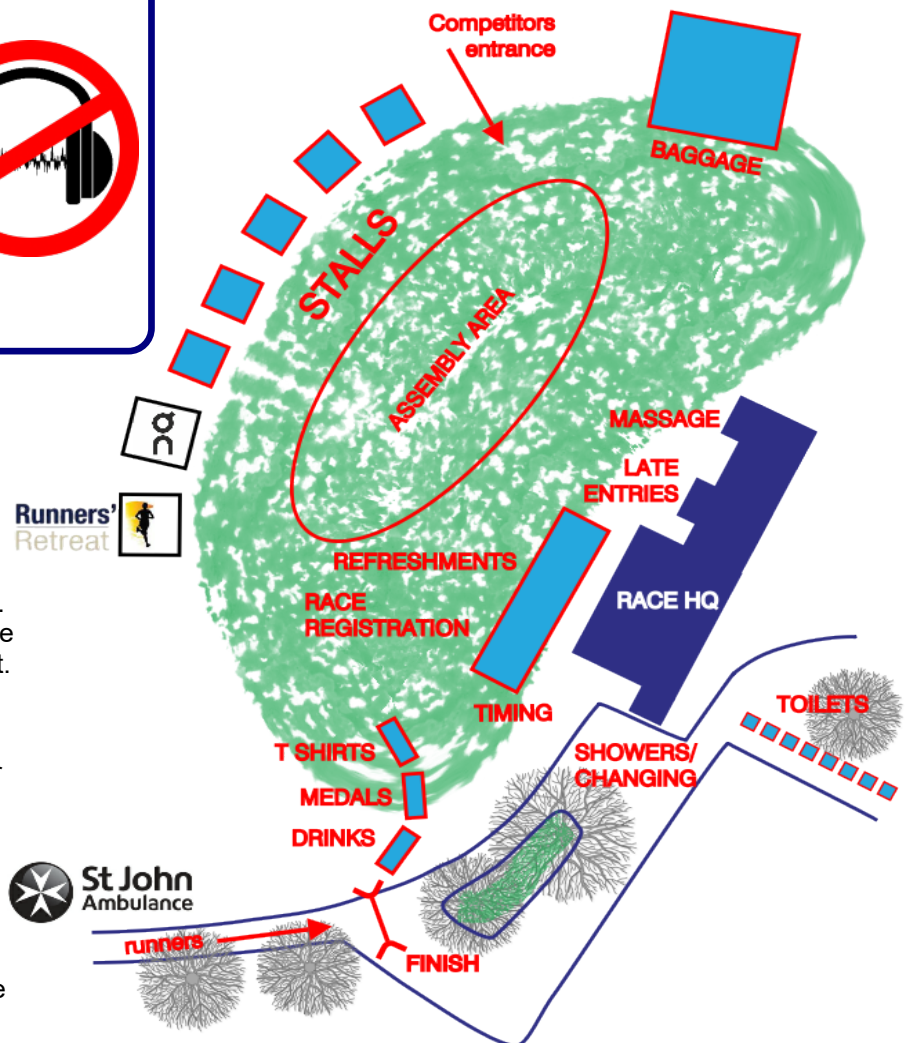 Competitors
entrance
BAGGAGE
STALLS
ASSEMBLY AREA
on
MASSAGE
LATE
ENTRIES
Runners'
Retreat
REFRESHMENTS
RACE
REGISTRATION
RACE HQ
TIMING
TOILETS
T SHIRTS
SHOWERS/
CHANGING
MEDALS
DRINKS
St John
Ambulance
runners
FINISH